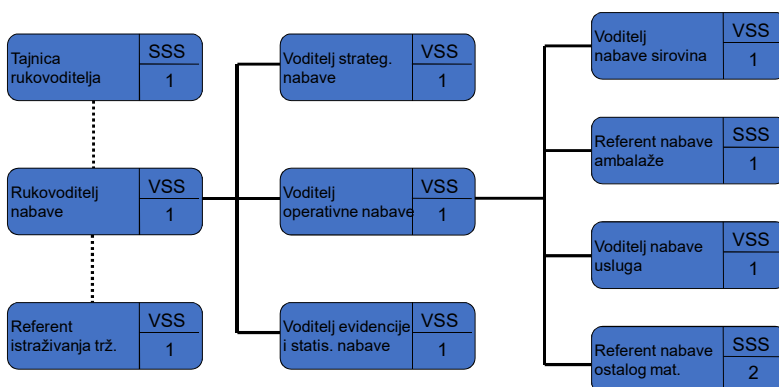 Tajnica
rukovoditelja
SSS
1
Rukovoditelj
nabave
VSS
1
Referent
istraživanja trž.
VSS
1
Voditelj strateg.
nabave
VSS
1
Voditelj
operativne nabave
VSS
1
Voditelj evidencije
i statis. nabave
VSS
1
Voditelj
nabave sirovina
VSS
1
Referent nabave
ambalaže
SSS
1
Voditelj nabave
usluga
VSS
1
Referent nabave
ostalog mat.
SSS
2